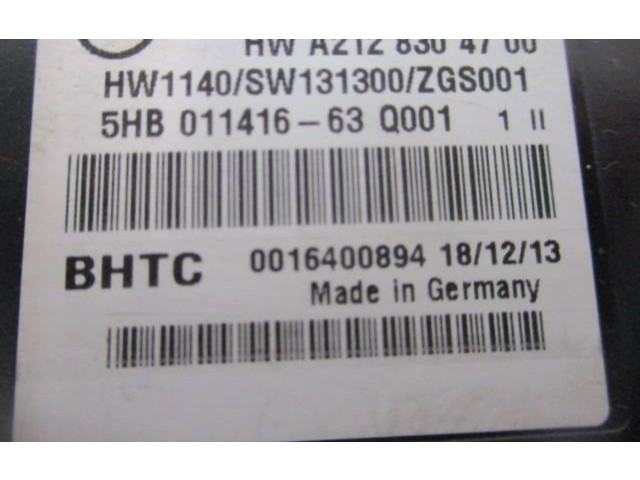 HW A212 830 47 00
HW1140/SW131300/ZGS001
5HB 011416-63 Q001 1 II
BHTC 0016400894 18/12/13
Made in Germany